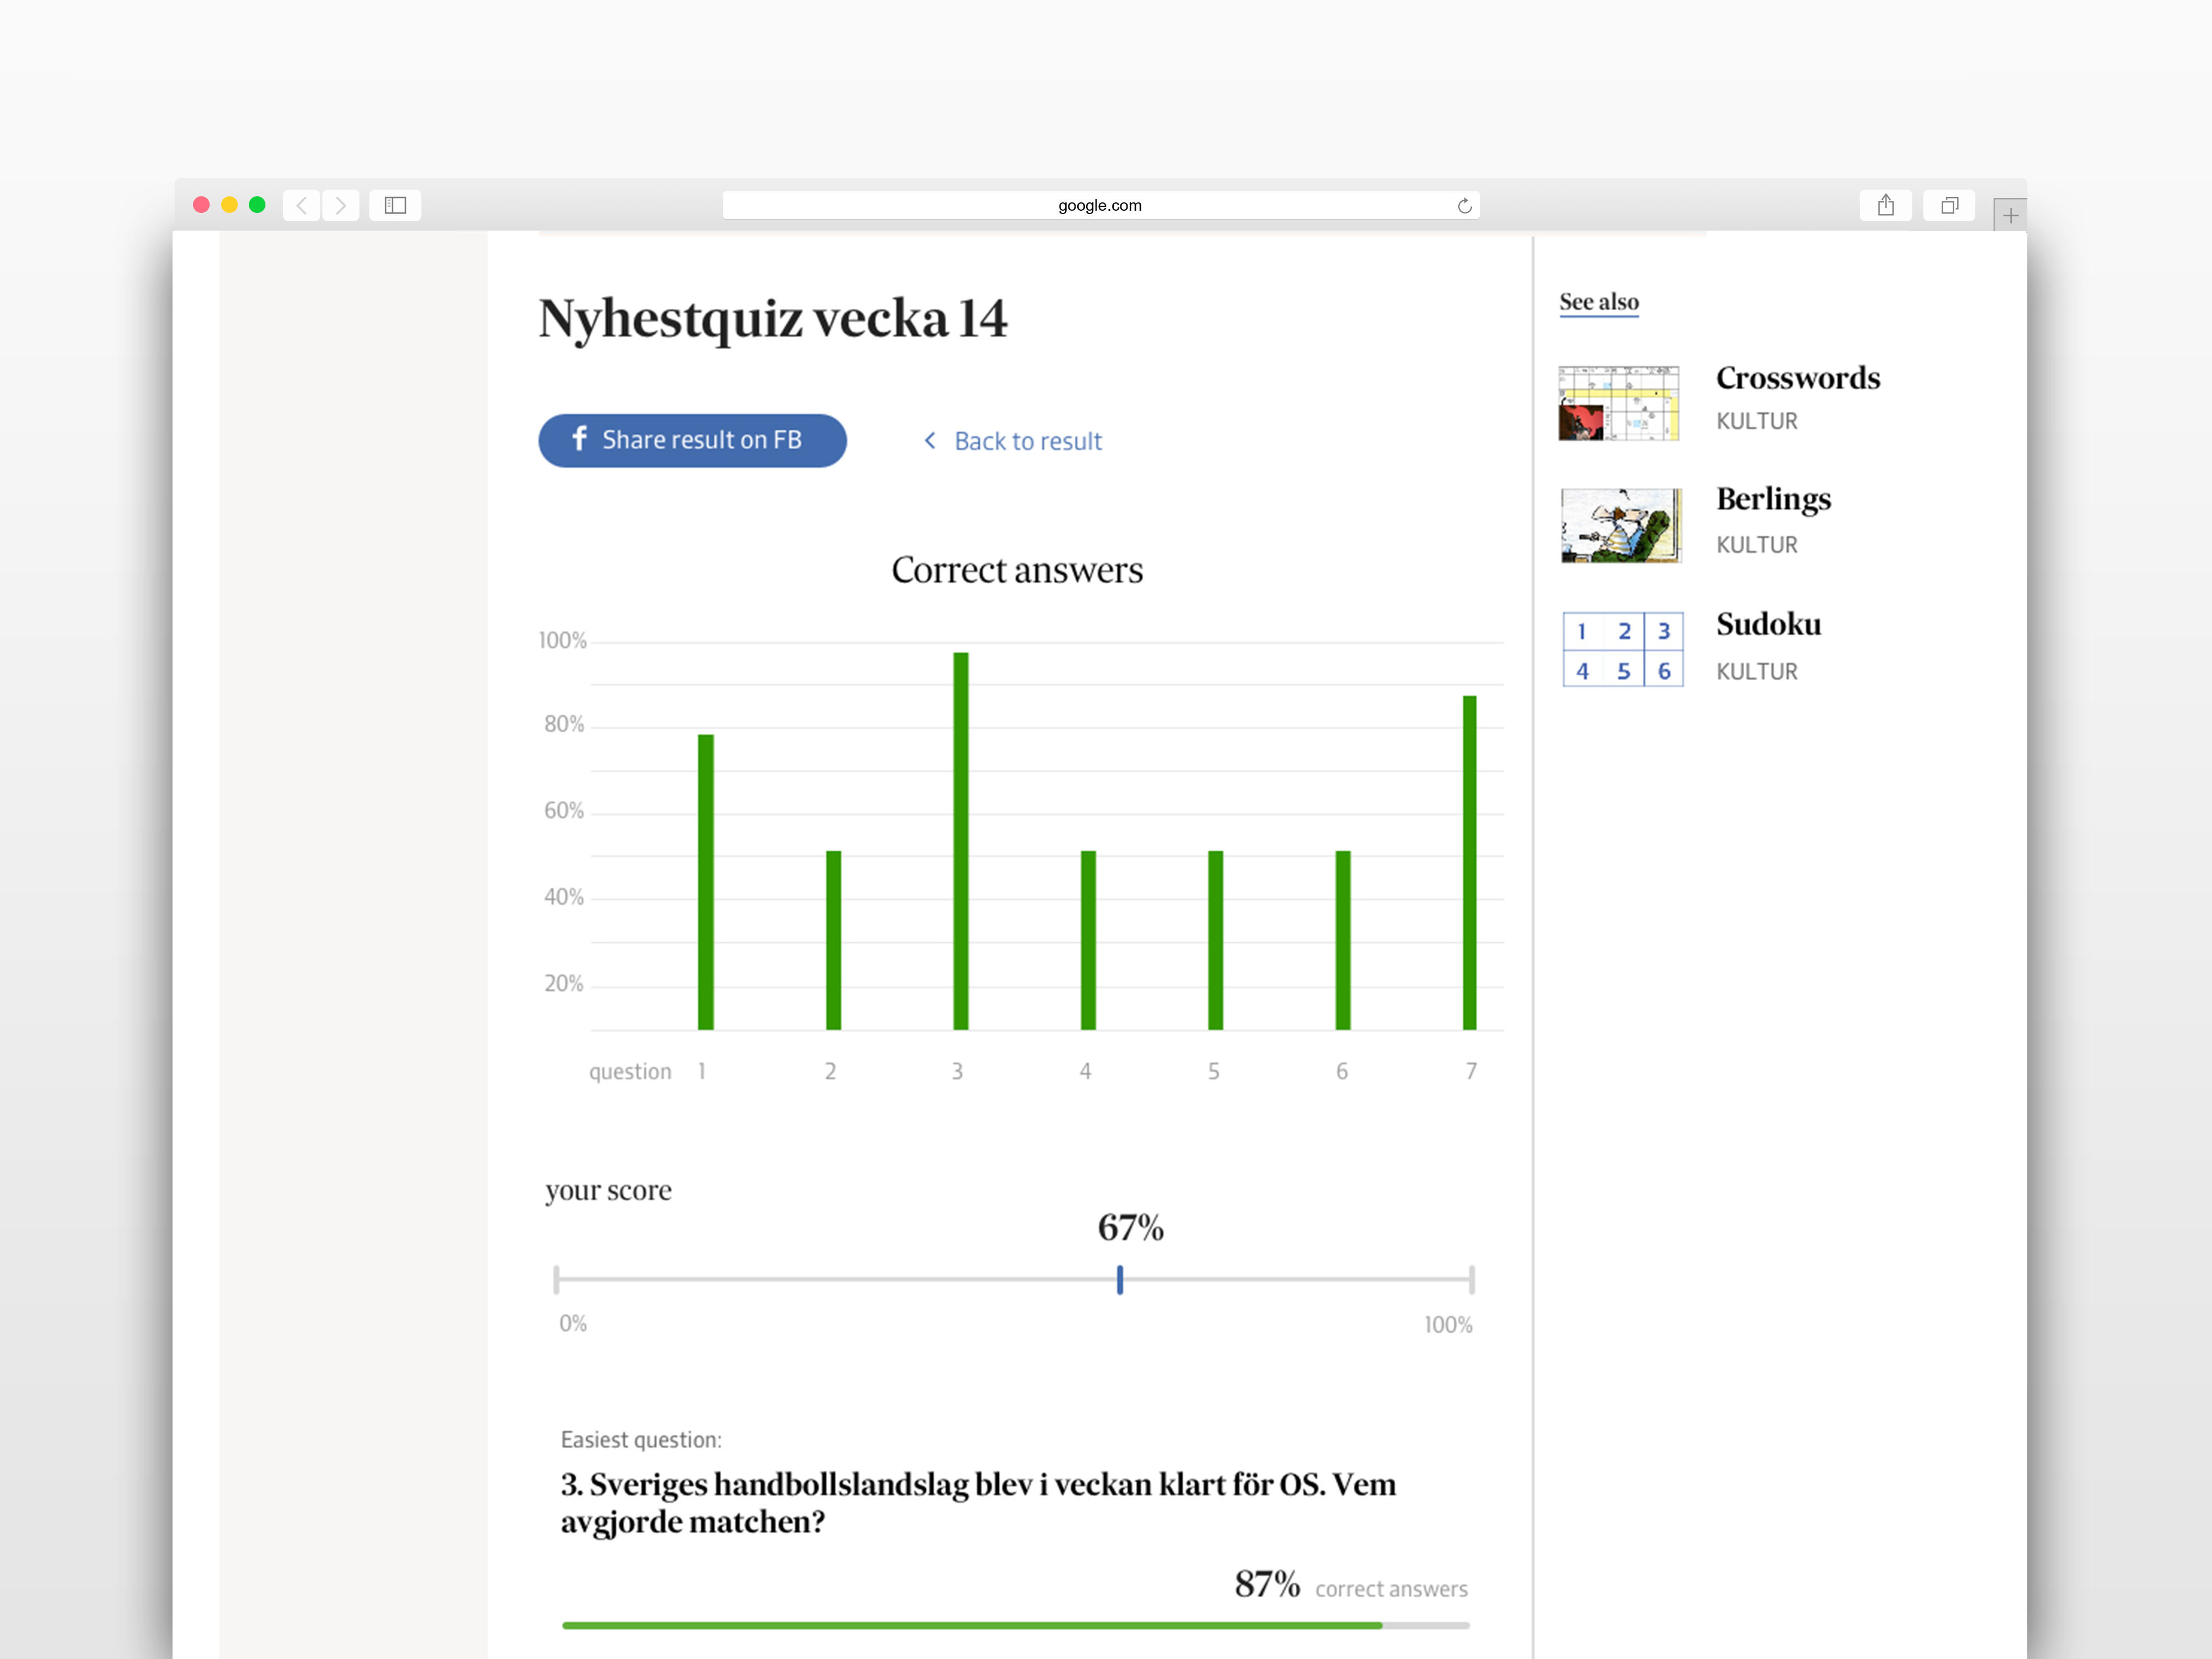 google.com
Nyhestquiz vecka 14
Share result on FB
Back to result
Correct answers
100%
80%
60%
40%
20%
question 1 2 3 4 5 6 7
your score
67%
0% 100%
Easiest question:
3. Sveriges handbollslandslag blev i veckan klart för OS. Vem
avgjorde matchen?
87% correct answers
See also
Crosswords
KULTUR
Berlings
KULTUR
1 2 3
4 5 6
Sudoku
KULTUR